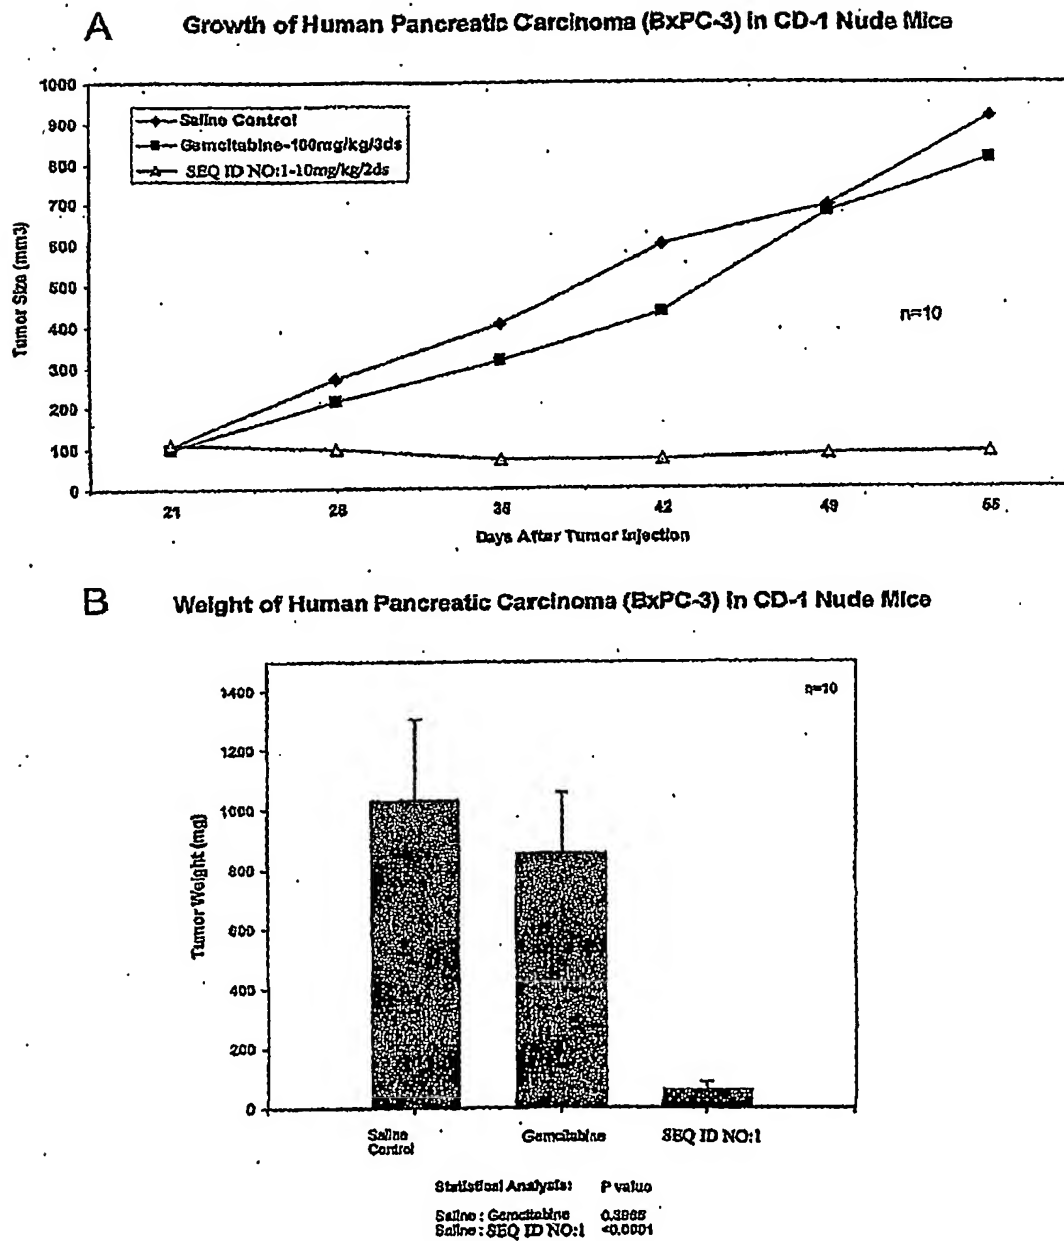 A
Growth of Human Pancreatic Carcinoma (BxPC-3) in CD-1 Nude Mice
1000
900
800
700
600
500
400
300
200
100
0
Tumor Size (mm3)
Saline Control
Gemcitabine-100mg/kg/3ds
SEQ ID NO:1-10mg/kg/2ds
n=10
21 28 35 42 49 55
Days After Tumor Injection
B
Weight of Human Pancreatic Carcinoma (BxPC-3) in CD-1 Nude Mice
1400
1200
1000
800
600
400
200
0
Tumor Weight (mg)
n=10
Saline
Control
Gemcitabine
SEQ ID NO:1
Statistical Analysis: P value
Saline : Gemcitabine
Saline : SEQ ID NO:1 <0.0001